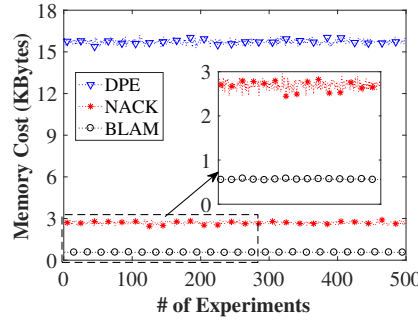 18
15
12
9
6
3
0
Memory Cost (KBytes)
DPE
NACK
BLAM
3
2
1
0
0 100 200 300 400 500
# of Experiments